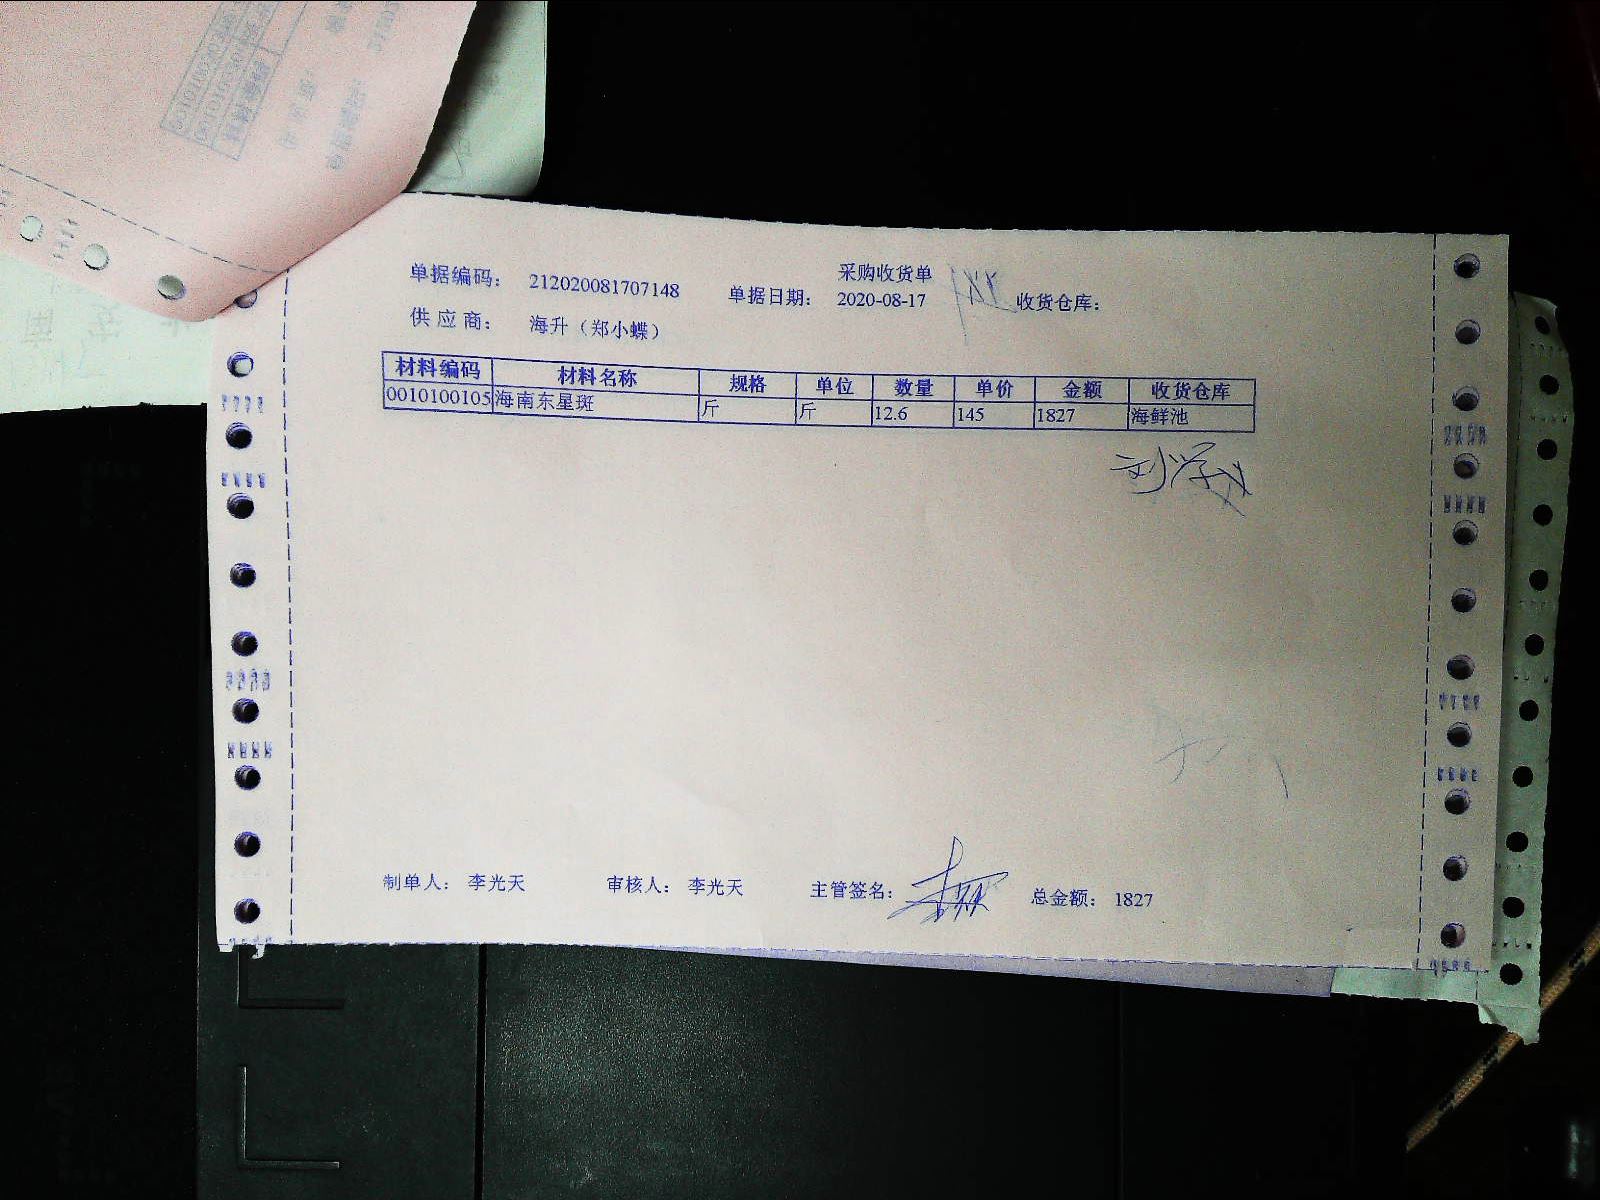 采购收货单
单据编码： 212020081707148 单据日期： 2020-08-17 收货仓库：
供应商： 海升（郑小蝶）
材料编码 材料名称 规格 单位 数量 单价 金额 收货仓库
0010100105 海南东星斑 斤 斤 12.6 145 1827 海鲜池
制单人： 李光天 审核人： 李光天 主管签名： 总金额： 1827